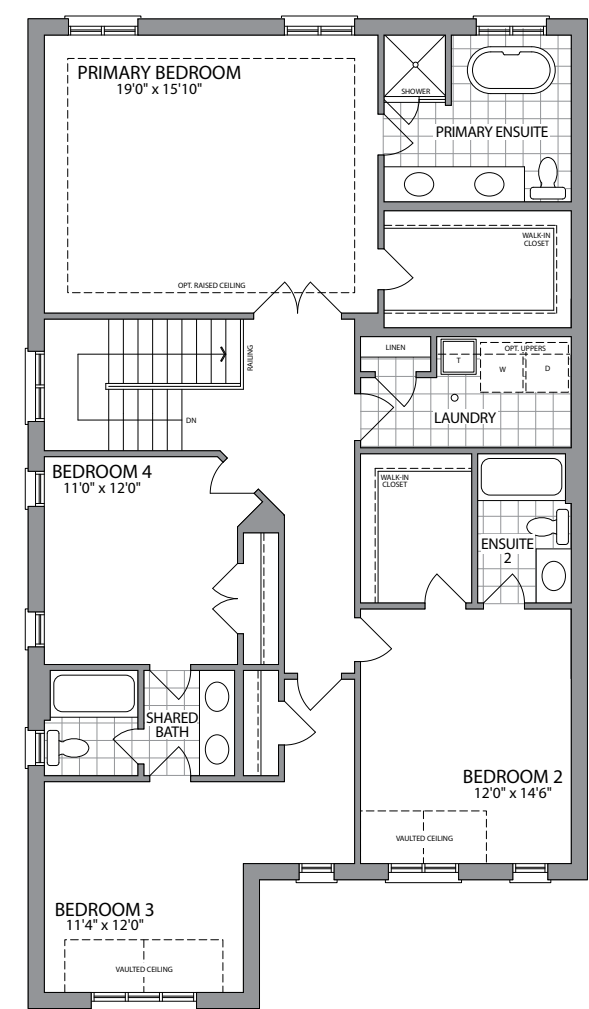 PRIMARY BEDROOM
19'0" x 15'10"
SHOWER
PRIMARY ENSUITE
WALK-IN
CLOSET
OPT. RAISED CEILING
RAILING
LINEN
T
OPT. UPPERS
W
D
LAUNDRY
DN
BEDROOM 4
11'0" x 12'0"
WALK-IN
CLOSET
ENSUITE
2
SHARED
BATH
BEDROOM 2
12'0" x 14'6"
VAULTED CEILING
BEDROOM 3
11'4" x 12'0"
VAULTED CEILING